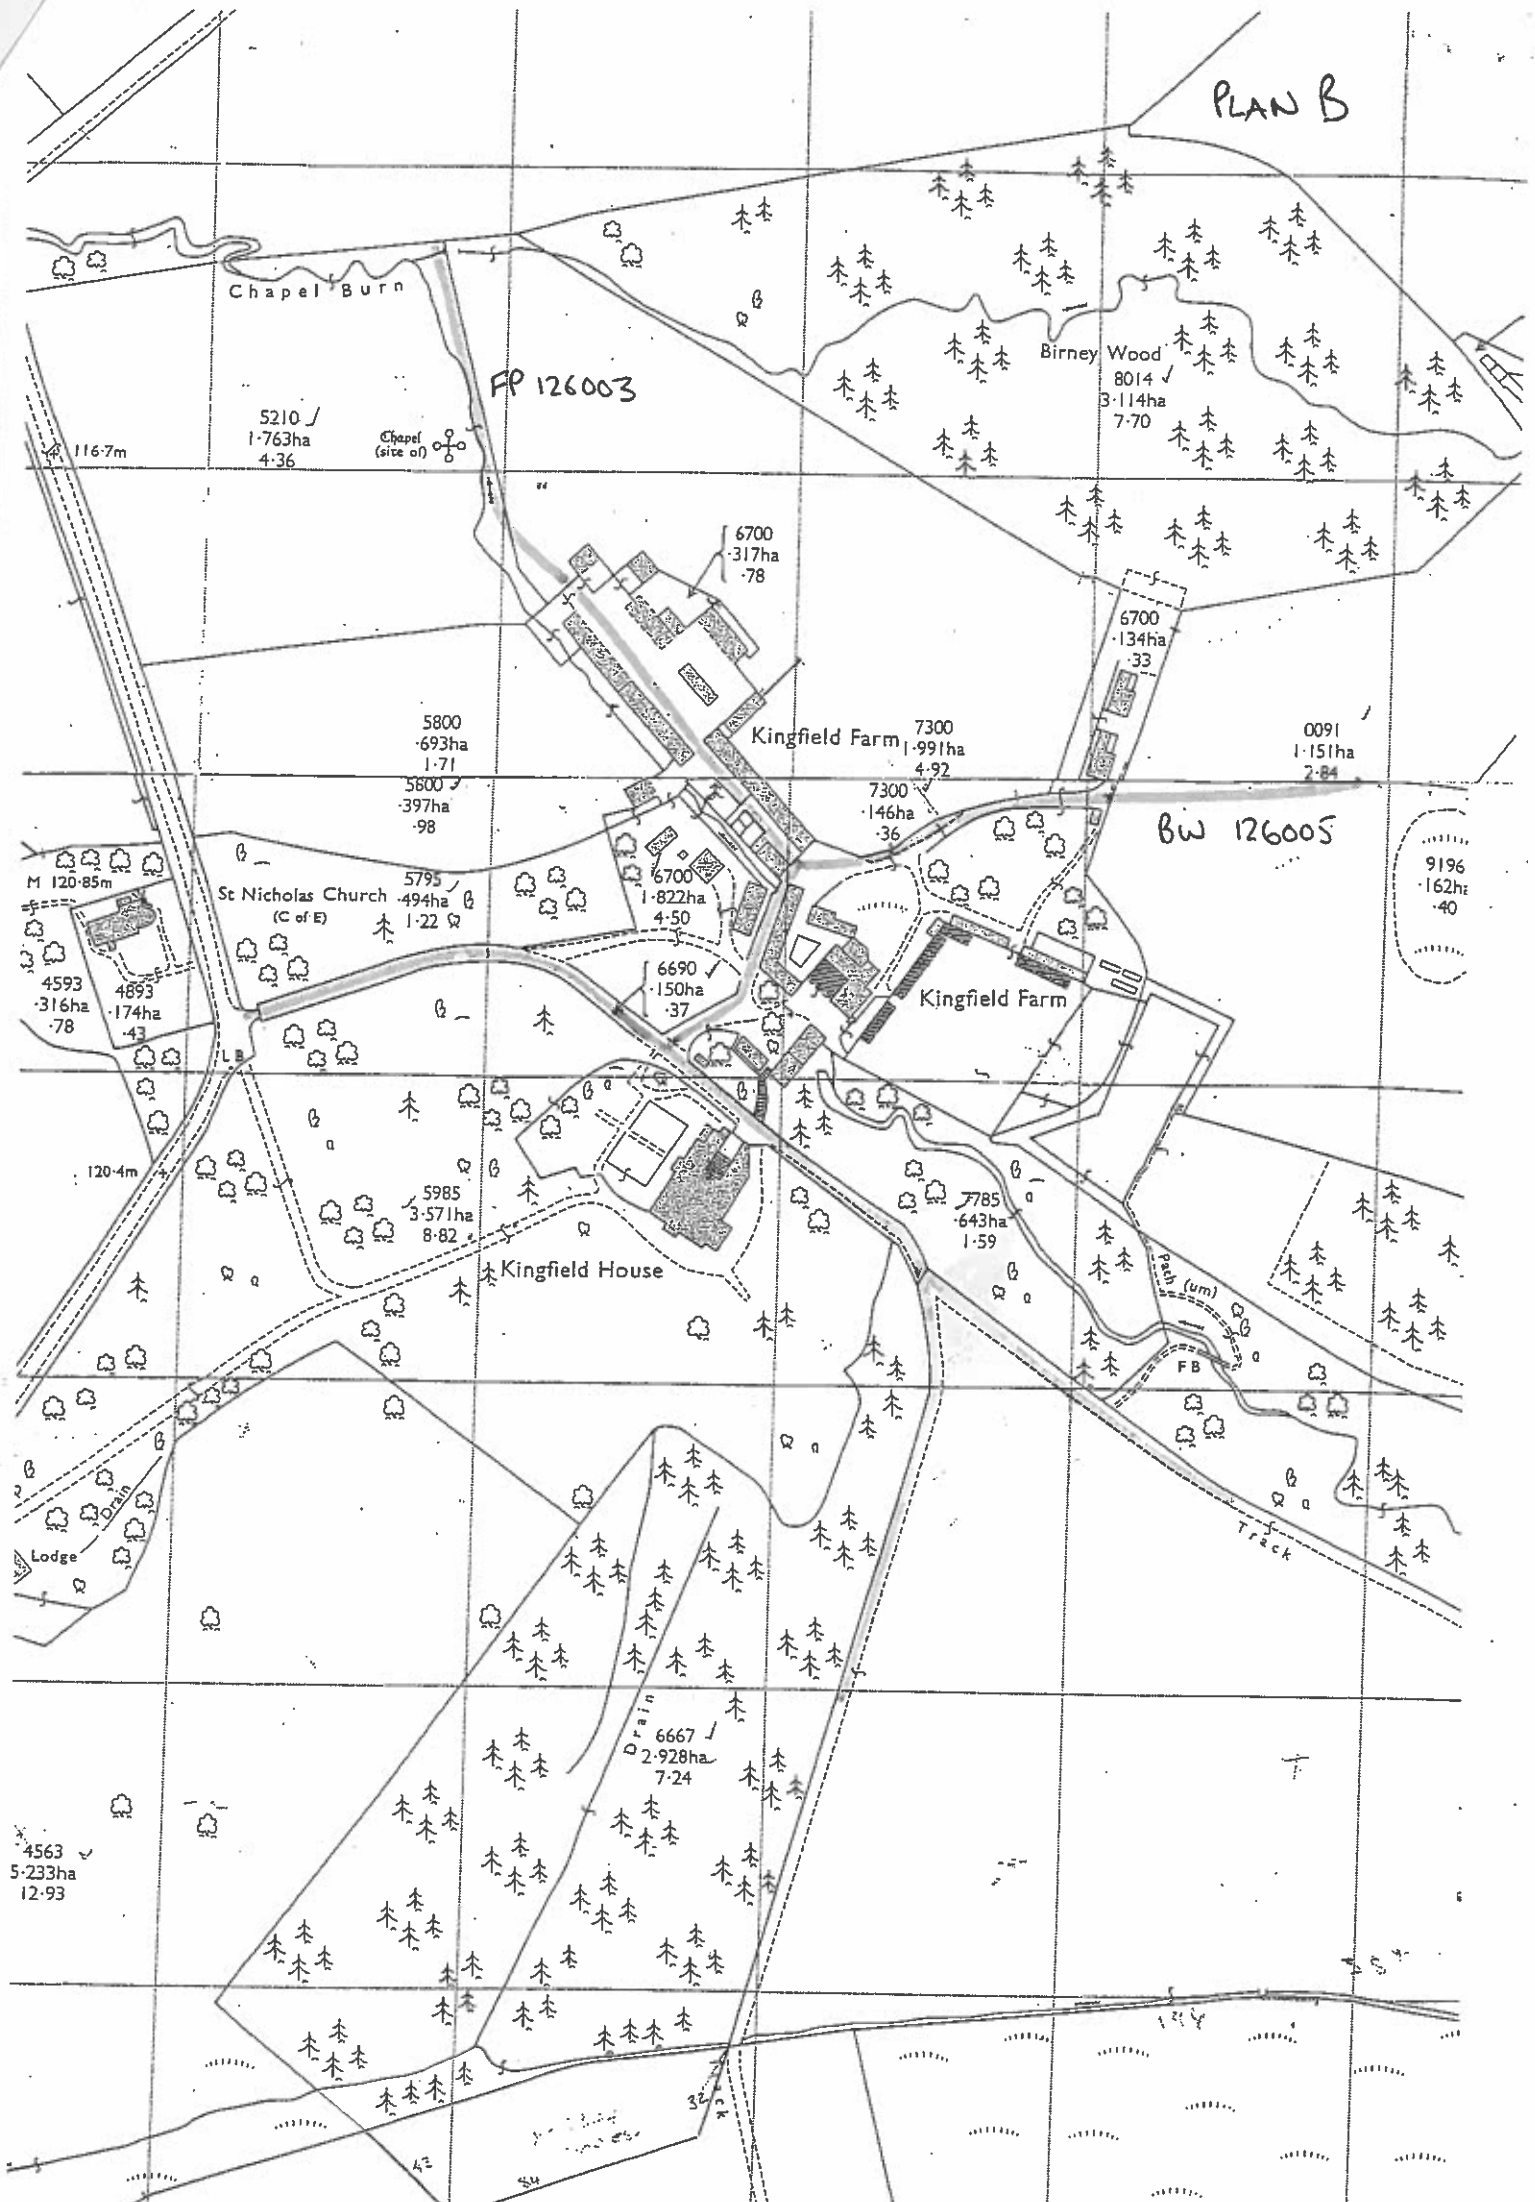 PLAN B
Chapel Burn
FP 126003
Birney Wood
8014 ✓
3·114ha
7.70
5210 ✓
1·763ha
4·36
Chapel
(site of)
116·7m
6700
·317ha
·78
6700
·134ha
·33
5800
·693ha
1·71
5800 ✓
·397ha
·98
Kingfield Farm
7300
1·991ha
4·92
7300
·146ha
·36
0091
1·151ha
2·84
BW 126005
9196
·162ha
·40
BM 120·85m
St Nicholas Church
(C of E)
5795 ✓
·494ha
1·22
6700
1·822ha
4·50
6690 ✓
·150ha
·37
4593
·316ha
·78
4893
·174ha
·43
Kingfield Farm
L B
120·4m
5985
3·571ha
8·82
7785
·643ha
1·59
Kingfield House
Path (um)
F B
Drain
Lodge
Track
Drain
6667 ✓
2·928ha
7·24
4563 ✓
5·233ha
12·93
32
84